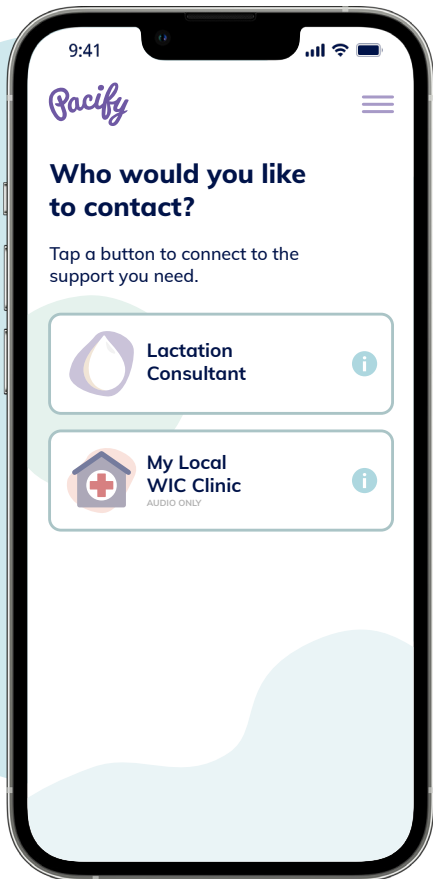 9:41
Pacify
Who would you like
to contact?
Tap a button to connect to the
support you need.
Lactation
Consultant
i
My Local
WIC Clinic
AUDIO ONLY
i